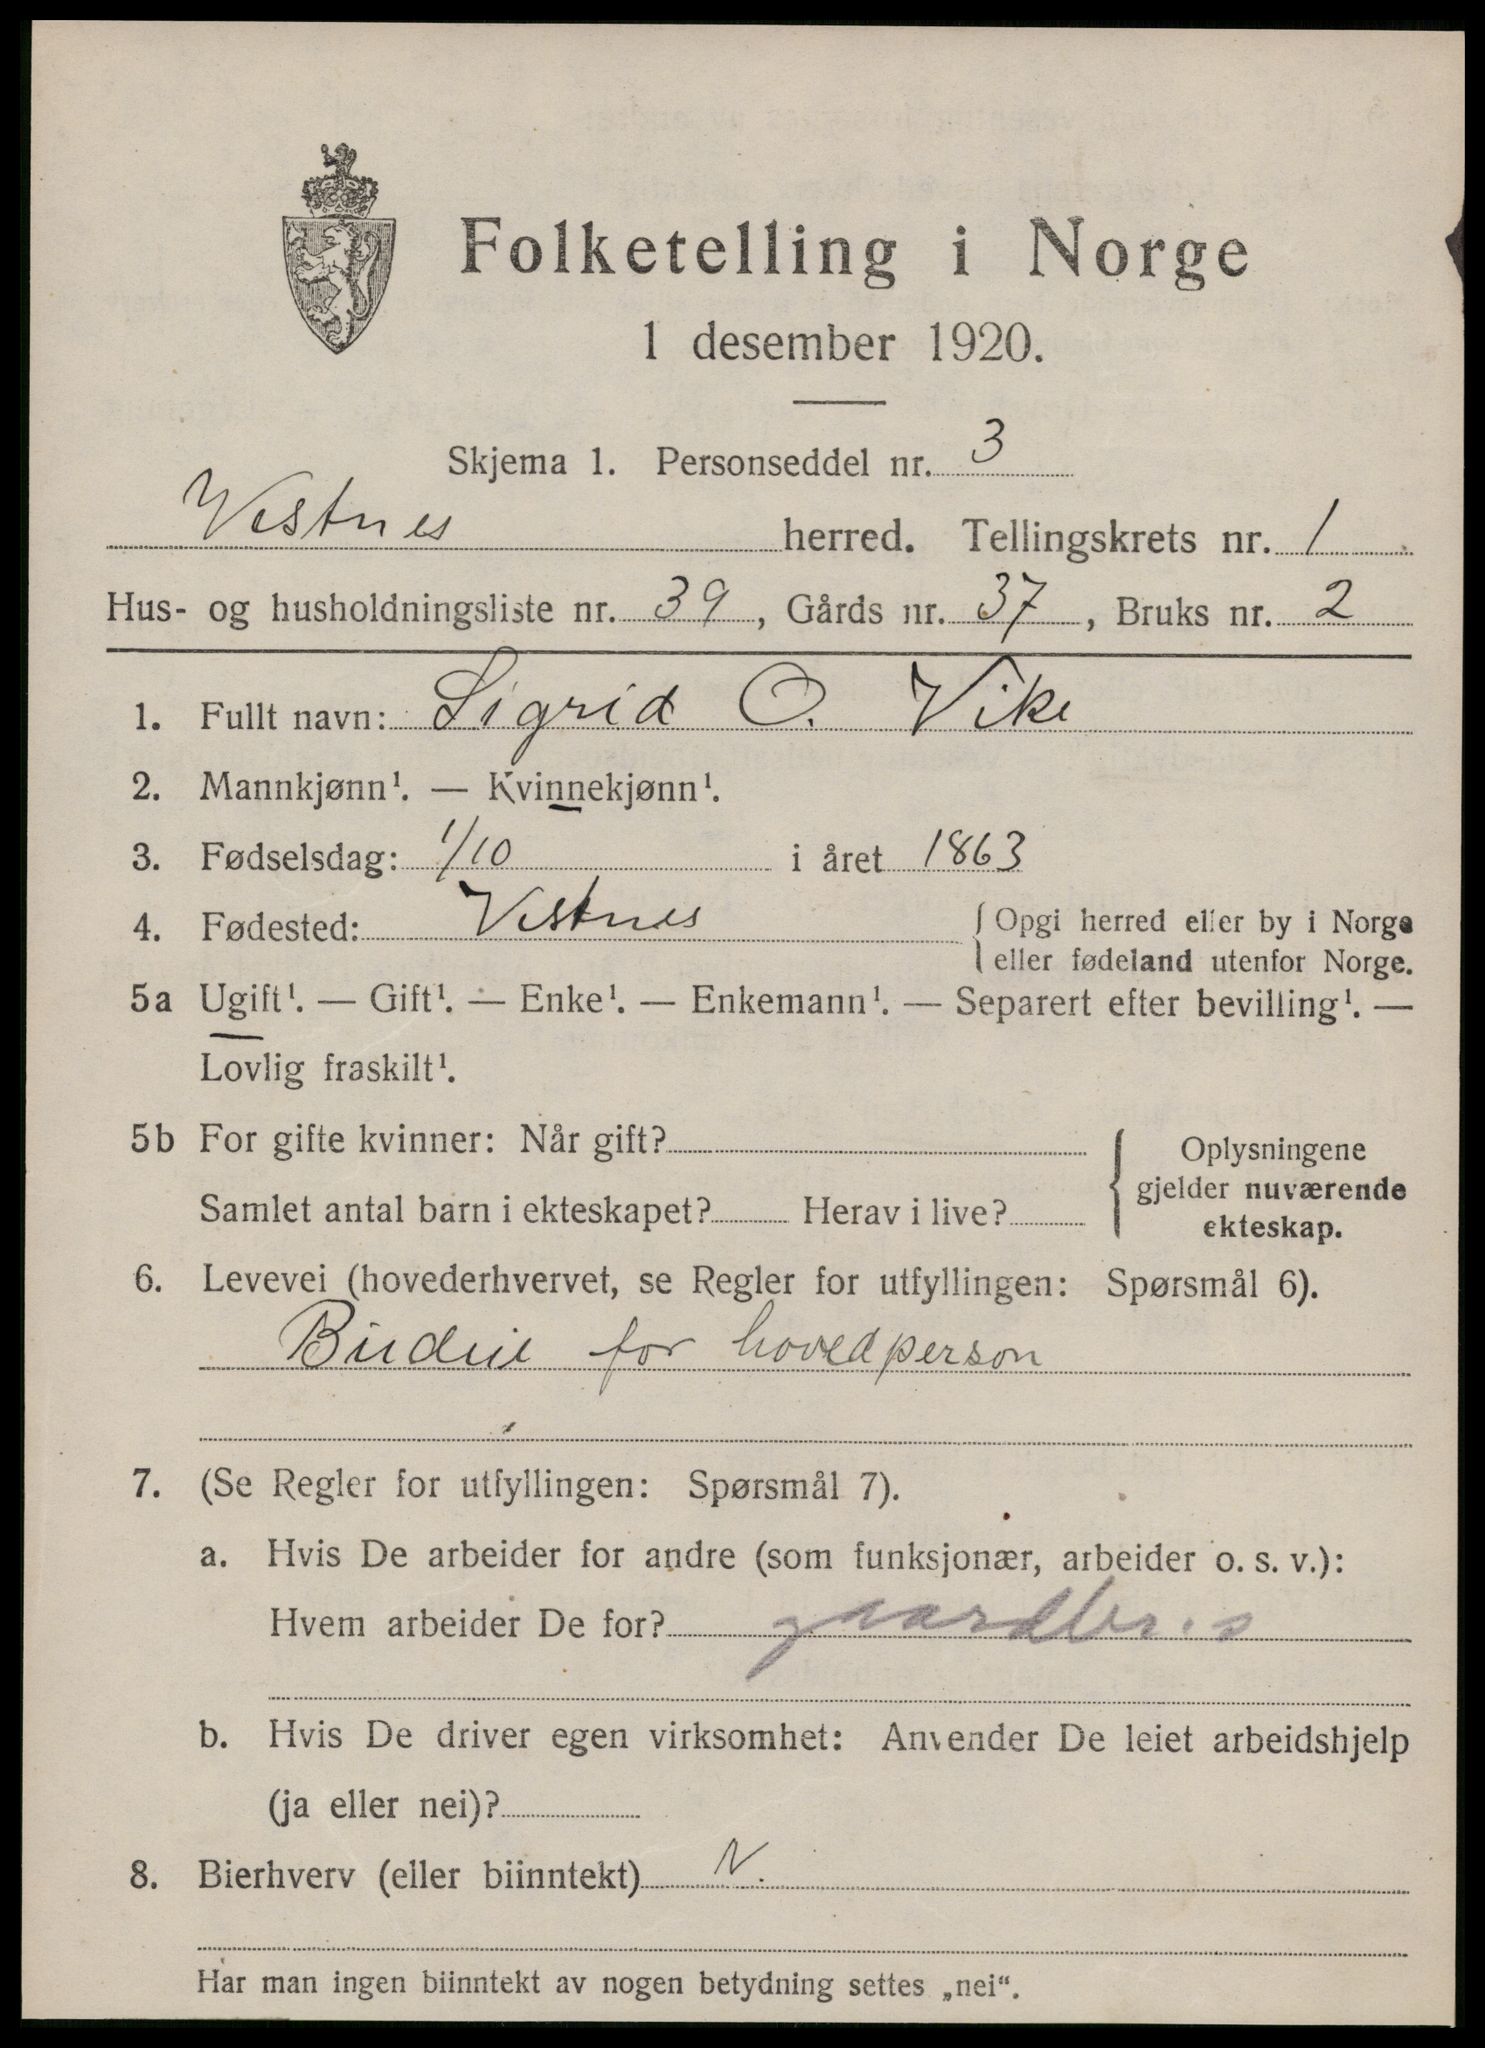 Folketelling i Norge
1 desember 1920.
Skjema 1. Personseddel nr. 3
Vestnes herred. Tellingskrets nr. 1
Hus- og husholdningsliste nr. 39, Gårds nr. 37, Bruks nr. 2
1. Fullt navn: Sigrid O. Vike
2. Mannkjønn¹. — Kvinnekjønn¹.
3. Fødselsdag: 1/10 i året 1863
4. Fødested: Vestnes { Opgi herred eller by i Norge
eller fødeland utenfor Norge.
5a Ugift¹. — Gift¹. — Enke¹. — Enkemann¹. — Separert efter bevilling¹. —
Lovlig fraskilt¹.
5b For gifte kvinner: Når gift?
Samlet antal barn i ekteskapet? Herav i live?
{ Oplysningene
gjelder nuværende
ekteskap.
6. Levevei (hovederhvervet, se Regler for utfyllingen: Spørsmål 6).
Budeie for hovedperson
7. (Se Regler for utfyllingen: Spørsmål 7).
a. Hvis De arbeider for andre (som funksjonær, arbeider o. s. v.):
Hvem arbeider De for? gaardbr.s
b. Hvis De driver egen virksomhet: Anvender De leiet arbeidshjelp
(ja eller nei)?
8. Bierhverv (eller biinntekt) N.
Har man ingen biinntekt av nogen betydning settes „nei“.